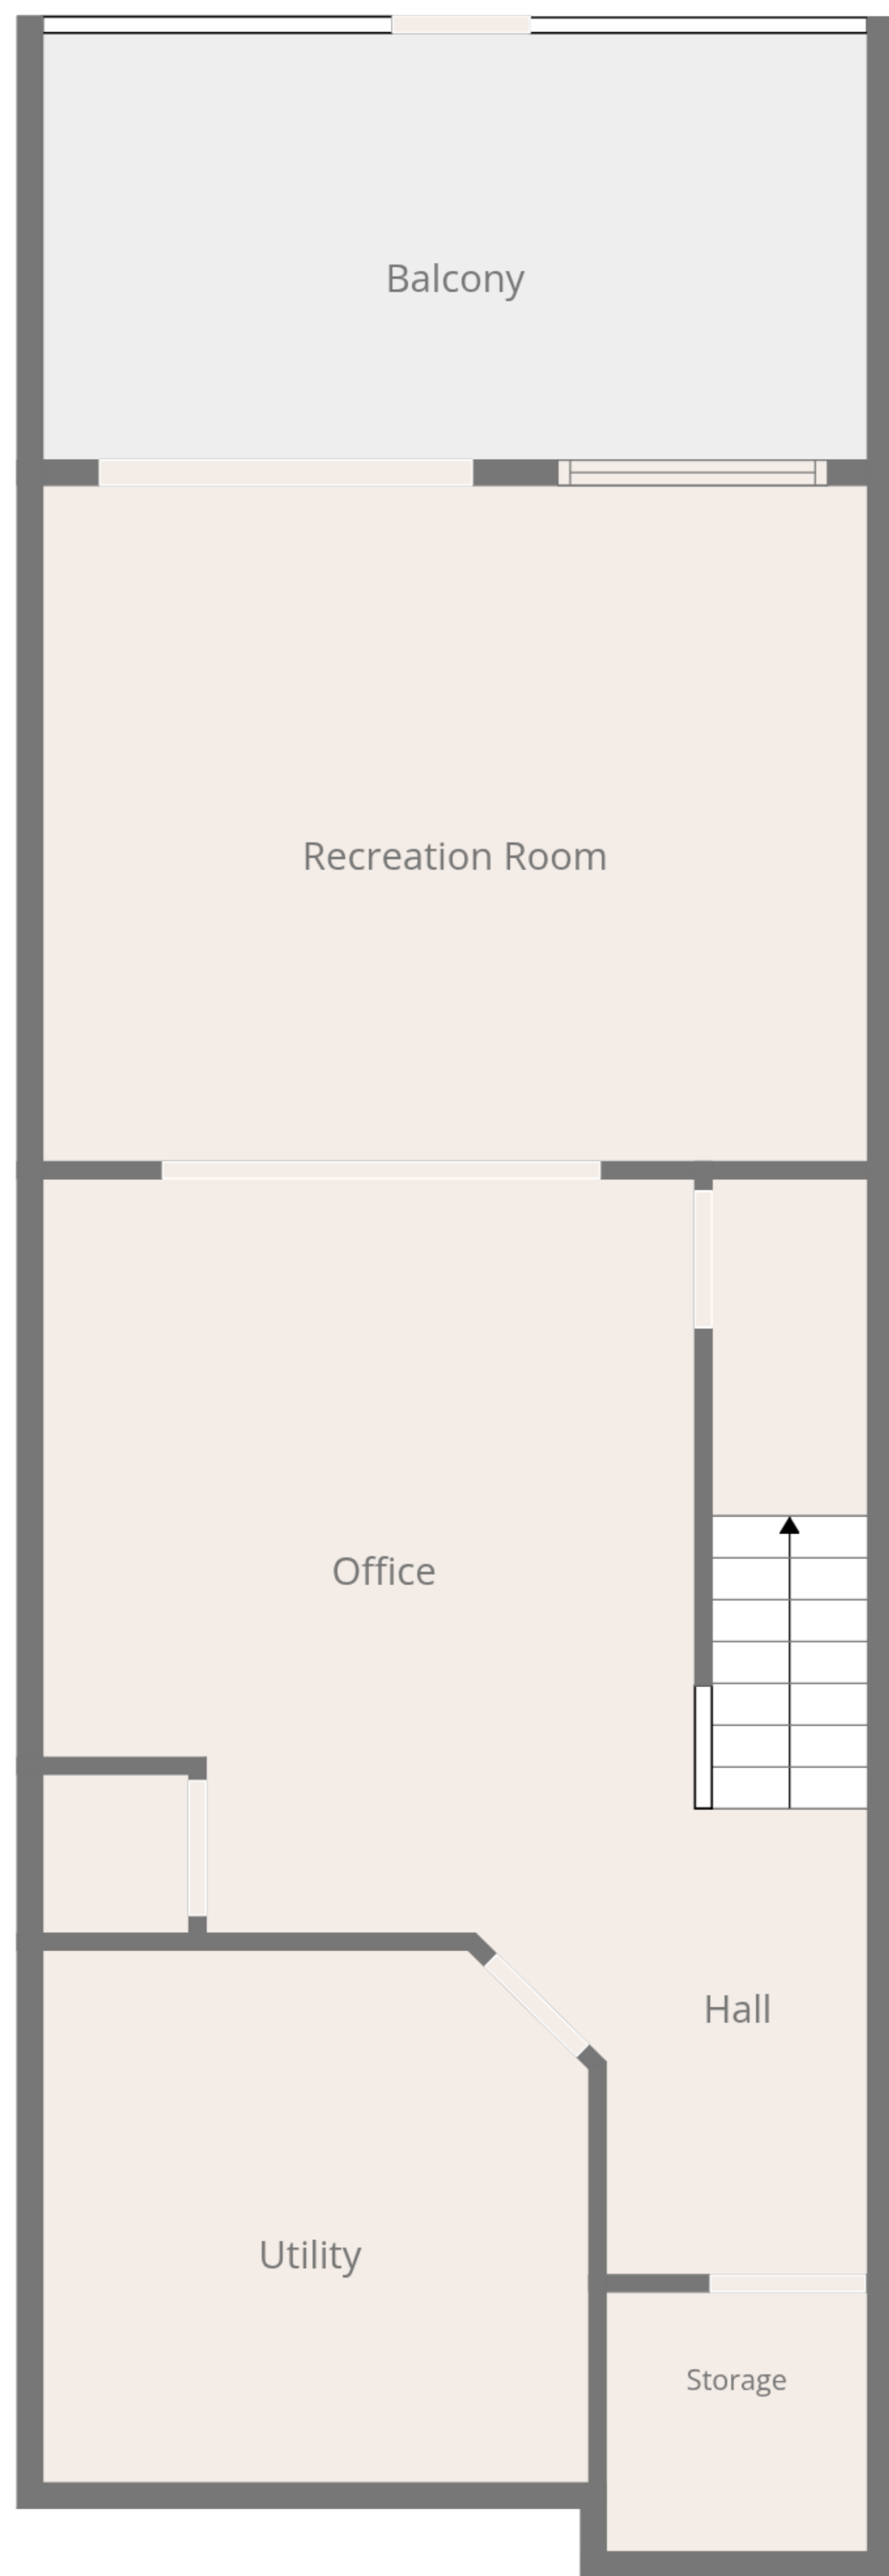 Balcony
Recreation Room
Office
Hall
Utility
Storage